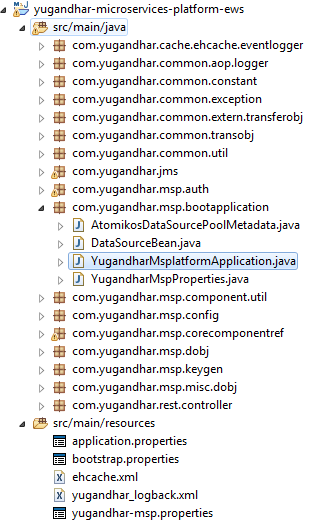 yugandhar-microservices-platform-ews
src/main/java
com.yugandhar.cache.ehcache.eventlogger
com.yugandhar.common.aop.logger
com.yugandhar.common.constant
com.yugandhar.common.exception
com.yugandhar.common.extern.transferobj
com.yugandhar.common.transobj
com.yugandhar.common.util
com.yugandhar.jms
com.yugandhar.msp.auth
com.yugandhar.msp.bootapplication
AtomikosDataSourcePoolMetadata.java
DataSourceBean.java
YugandharMsplatformApplication.java
YugandharMspProperties.java
com.yugandhar.msp.component.util
com.yugandhar.msp.config
com.yugandhar.msp.corecomponentref
com.yugandhar.msp.dobj
com.yugandhar.msp.keygen
com.yugandhar.msp.misc.dobj
com.yugandhar.rest.controller
src/main/resources
application.properties
bootstrap.properties
ehcache.xml
yugandhar_logback.xml
yugandhar-msp.properties